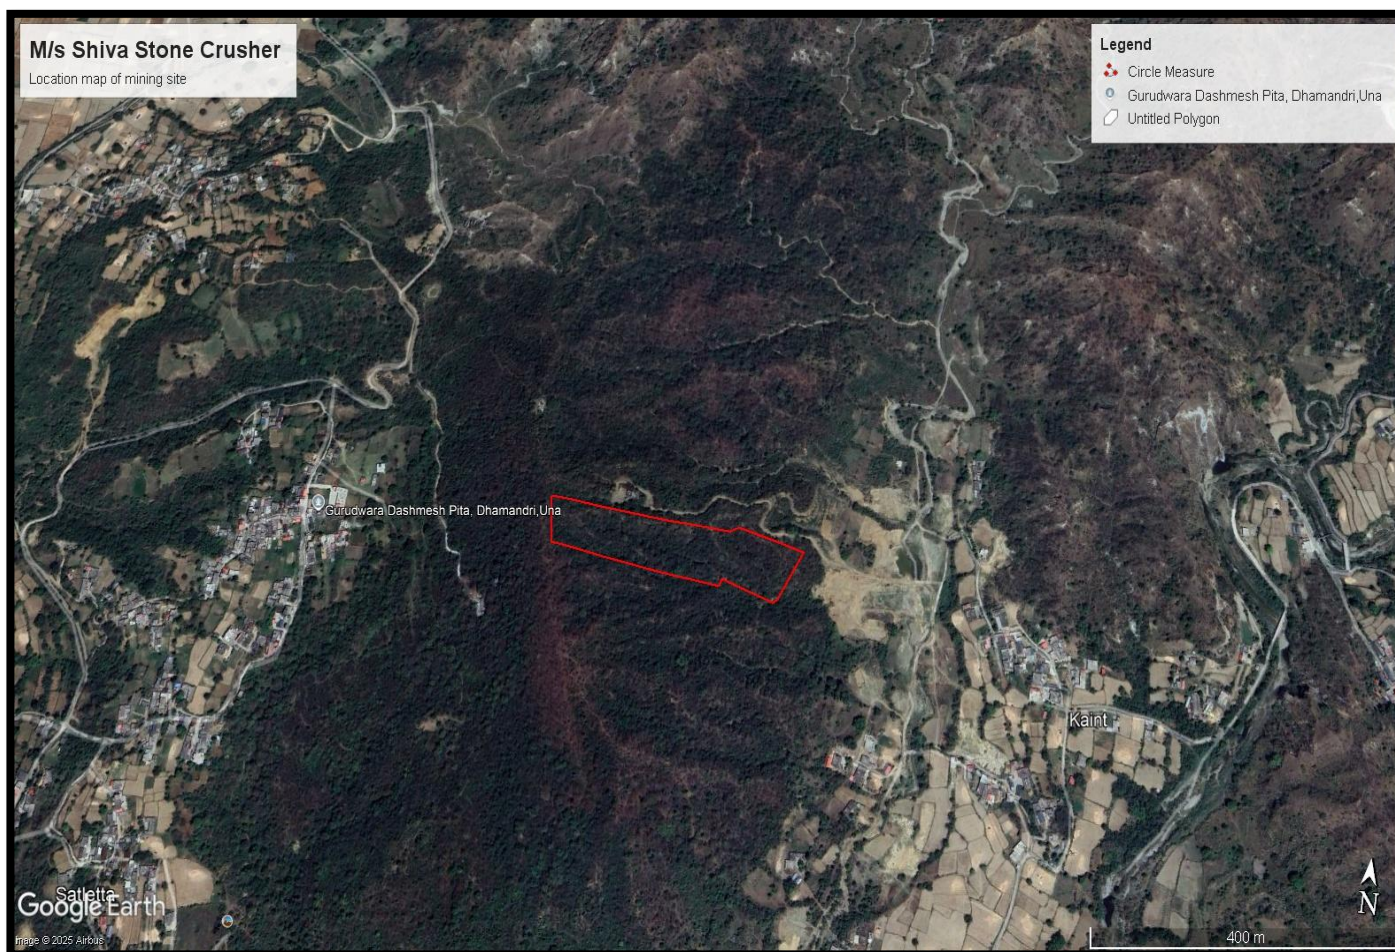 M/s Shiva Stone Crusher
Location map of mining site
Legend
Circle Measure
Gurudwara Dashmesh Pita, Dhamandri,Una
Untitled Polygon
Gurudwara Dashmesh Pita, Dhamandri,Una
Kaint
Satletta
Google Earth
Image © 2025 Airbus
N
400 m